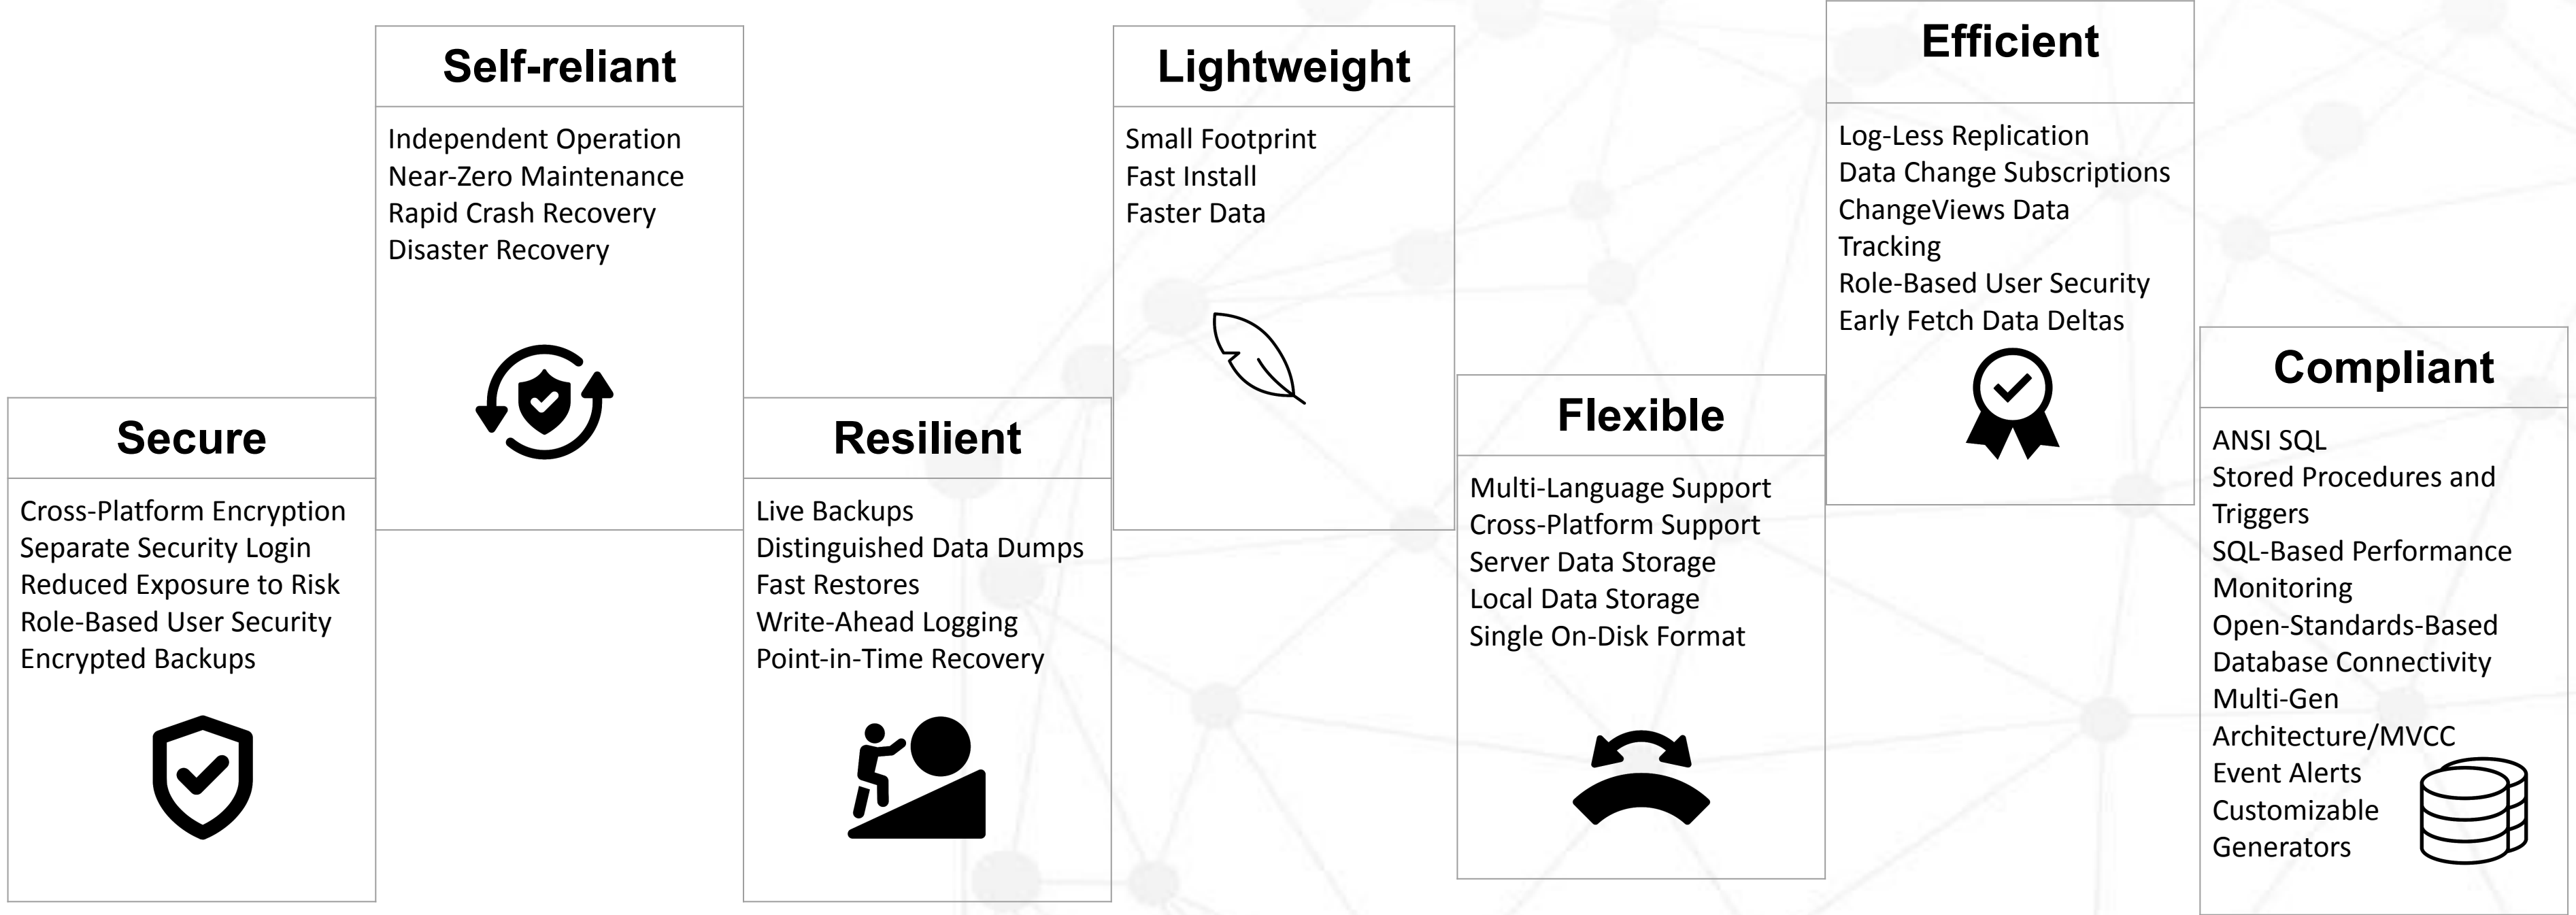 Secure
Cross-Platform Encryption
Separate Security Login
Reduced Exposure to Risk
Role-Based User Security
Encrypted Backups
Self-reliant
Independent Operation
Near-Zero Maintenance
Rapid Crash Recovery
Disaster Recovery
Resilient
Live Backups
Distinguished Data Dumps
Fast Restores
Write-Ahead Logging
Point-in-Time Recovery
Lightweight
Small Footprint
Fast Install
Faster Data
Flexible
Multi-Language Support
Cross-Platform Support
Server Data Storage
Local Data Storage
Single On-Disk Format
Efficient
Log-Less Replication
Data Change Subscriptions
ChangeViews Data
Tracking
Role-Based User Security
Early Fetch Data Deltas
Compliant
ANSI SQL
Stored Procedures and
Triggers
SQL-Based Performance
Monitoring
Open-Standards-Based
Database Connectivity
Multi-Gen
Architecture/MVCC
Event Alerts
Customizable
Generators